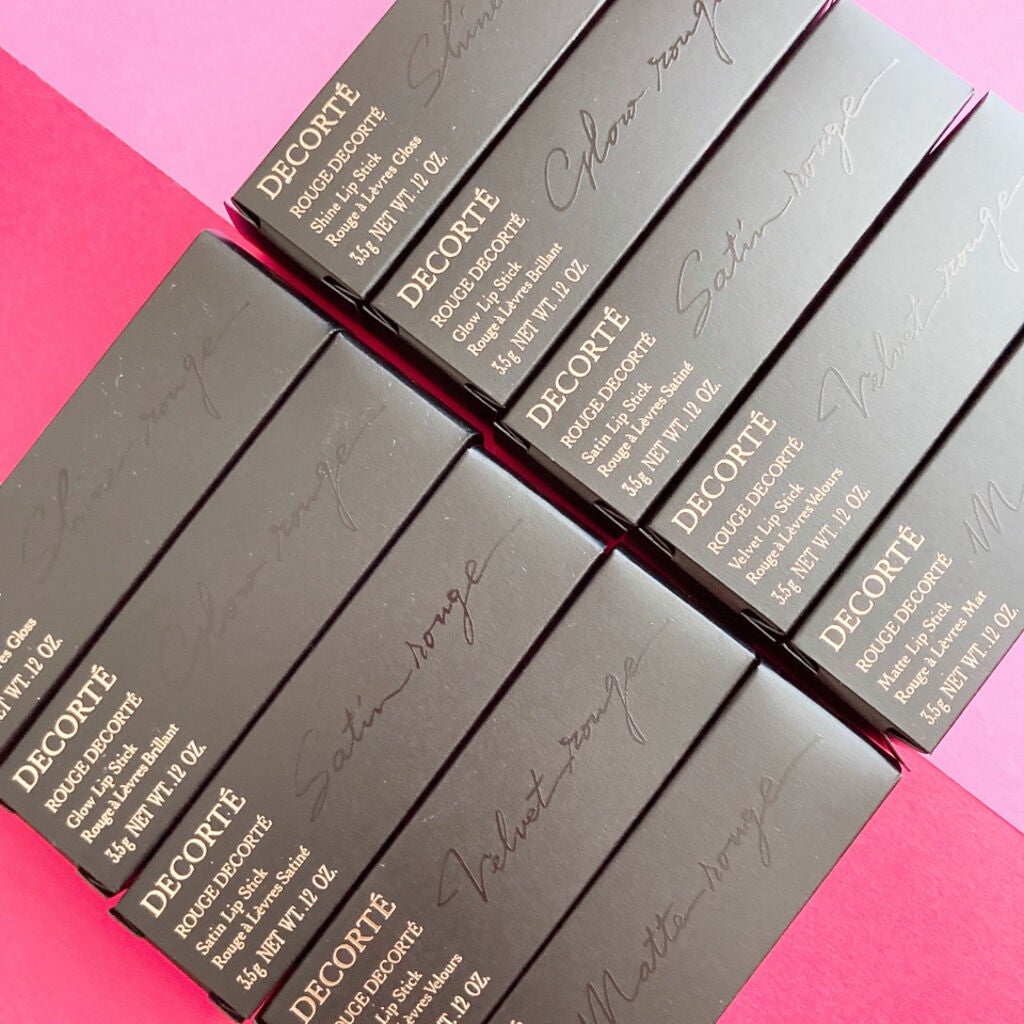 Shine
DECORTÉ
ROUGE DECORTÉ
Shine Lip Stick
Rouge à Lèvres Gloss
3.5g NET WT. .12 OZ.
Glow rouge
DECORTÉ
ROUGE DECORTÉ
Glow Lip Stick
Rouge à Lèvres Brillant
3.5g NET WT. .12 OZ.
Satin rouge
DECORTÉ
ROUGE DECORTÉ
Satin Lip Stick
Rouge à Lèvres Satiné
3.5g NET WT. .12 OZ.
Velvet rouge
DECORTÉ
ROUGE DECORTÉ
Velvet Lip Stick
Rouge à Lèvres Velours
3.5g NET WT. .12 OZ.
M
DECORTÉ
ROUGE DECORTÉ
Matte Lip Stick
Rouge à Lèvres Mat
3.5g NET WT. .12 OZ.
Shine rouge
res Gloss
ET WT. .12 OZ.
Glow rouge
DECORTÉ
ROUGE DECORTÉ
Glow Lip Stick
Rouge à Lèvres Brillant
3.5g NET WT. .12 OZ.
Satin rouge
DECORTÉ
ROUGE DECORTÉ
Satin Lip Stick
Rouge à Lèvres Satiné
3.5g NET WT. .12 OZ.
Velvet rouge
DECORTÉ
ROUGE DECORTÉ
Lip Stick
Lèvres Velours
.12 OZ.
Matte rouge